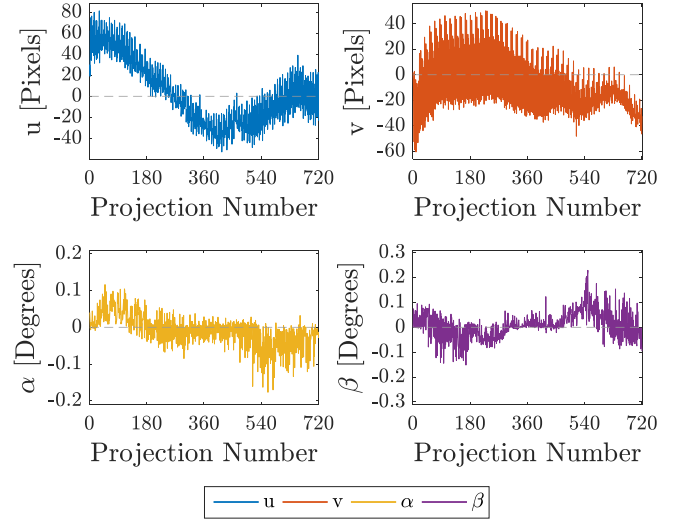 80
60
40
20
0
-20
-40
u [Pixels]
0 180 360 540 720
Projection Number
40
20
0
-20
-40
-60
v [Pixels]
0 180 360 540 720
Projection Number
0.2
0.1
0
-0.1
-0.2
α [Degrees]
0 180 360 540 720
Projection Number
0.3
0.2
0.1
0
-0.1
-0.2
-0.3
β [Degrees]
0 180 360 540 720
Projection Number
u v α β